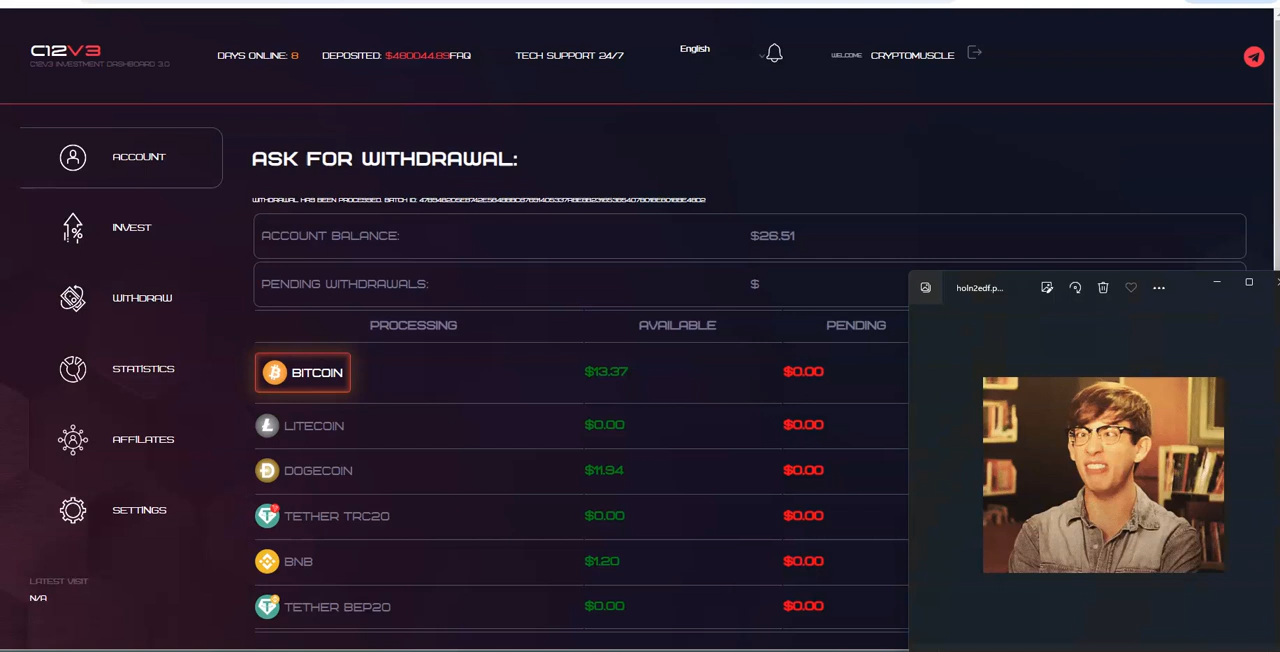 C12V3
C12V3 INVESTMENT DASHBOARD 3.0
DAYS ONLINE: 8
DEPOSITED: $480044.89
FAQ
TECH SUPPORT 24/7
English
WELCOME CRYPTOMUSCLE
ACCOUNT
INVEST
WITHDRAW
STATISTICS
AFFILIATES
SETTINGS
LATEST VISIT
N/A
ASK FOR WITHDRAWAL:
WITHDRAWAL HAS BEEN PROCESSED. BATCH ID:
ACCOUNT BALANCE: $26.51
PENDING WITHDRAWALS: $
PROCESSING AVAILABLE PENDING
BITCOIN $13.37 $0.00
LITECOIN $0.00 $0.00
DOGECOIN $11.94 $0.00
TETHER TRC20 $0.00 $0.00
BNB $1.20 $0.00
TETHER BEP20 $0.00 $0.00
holn2edf.p...